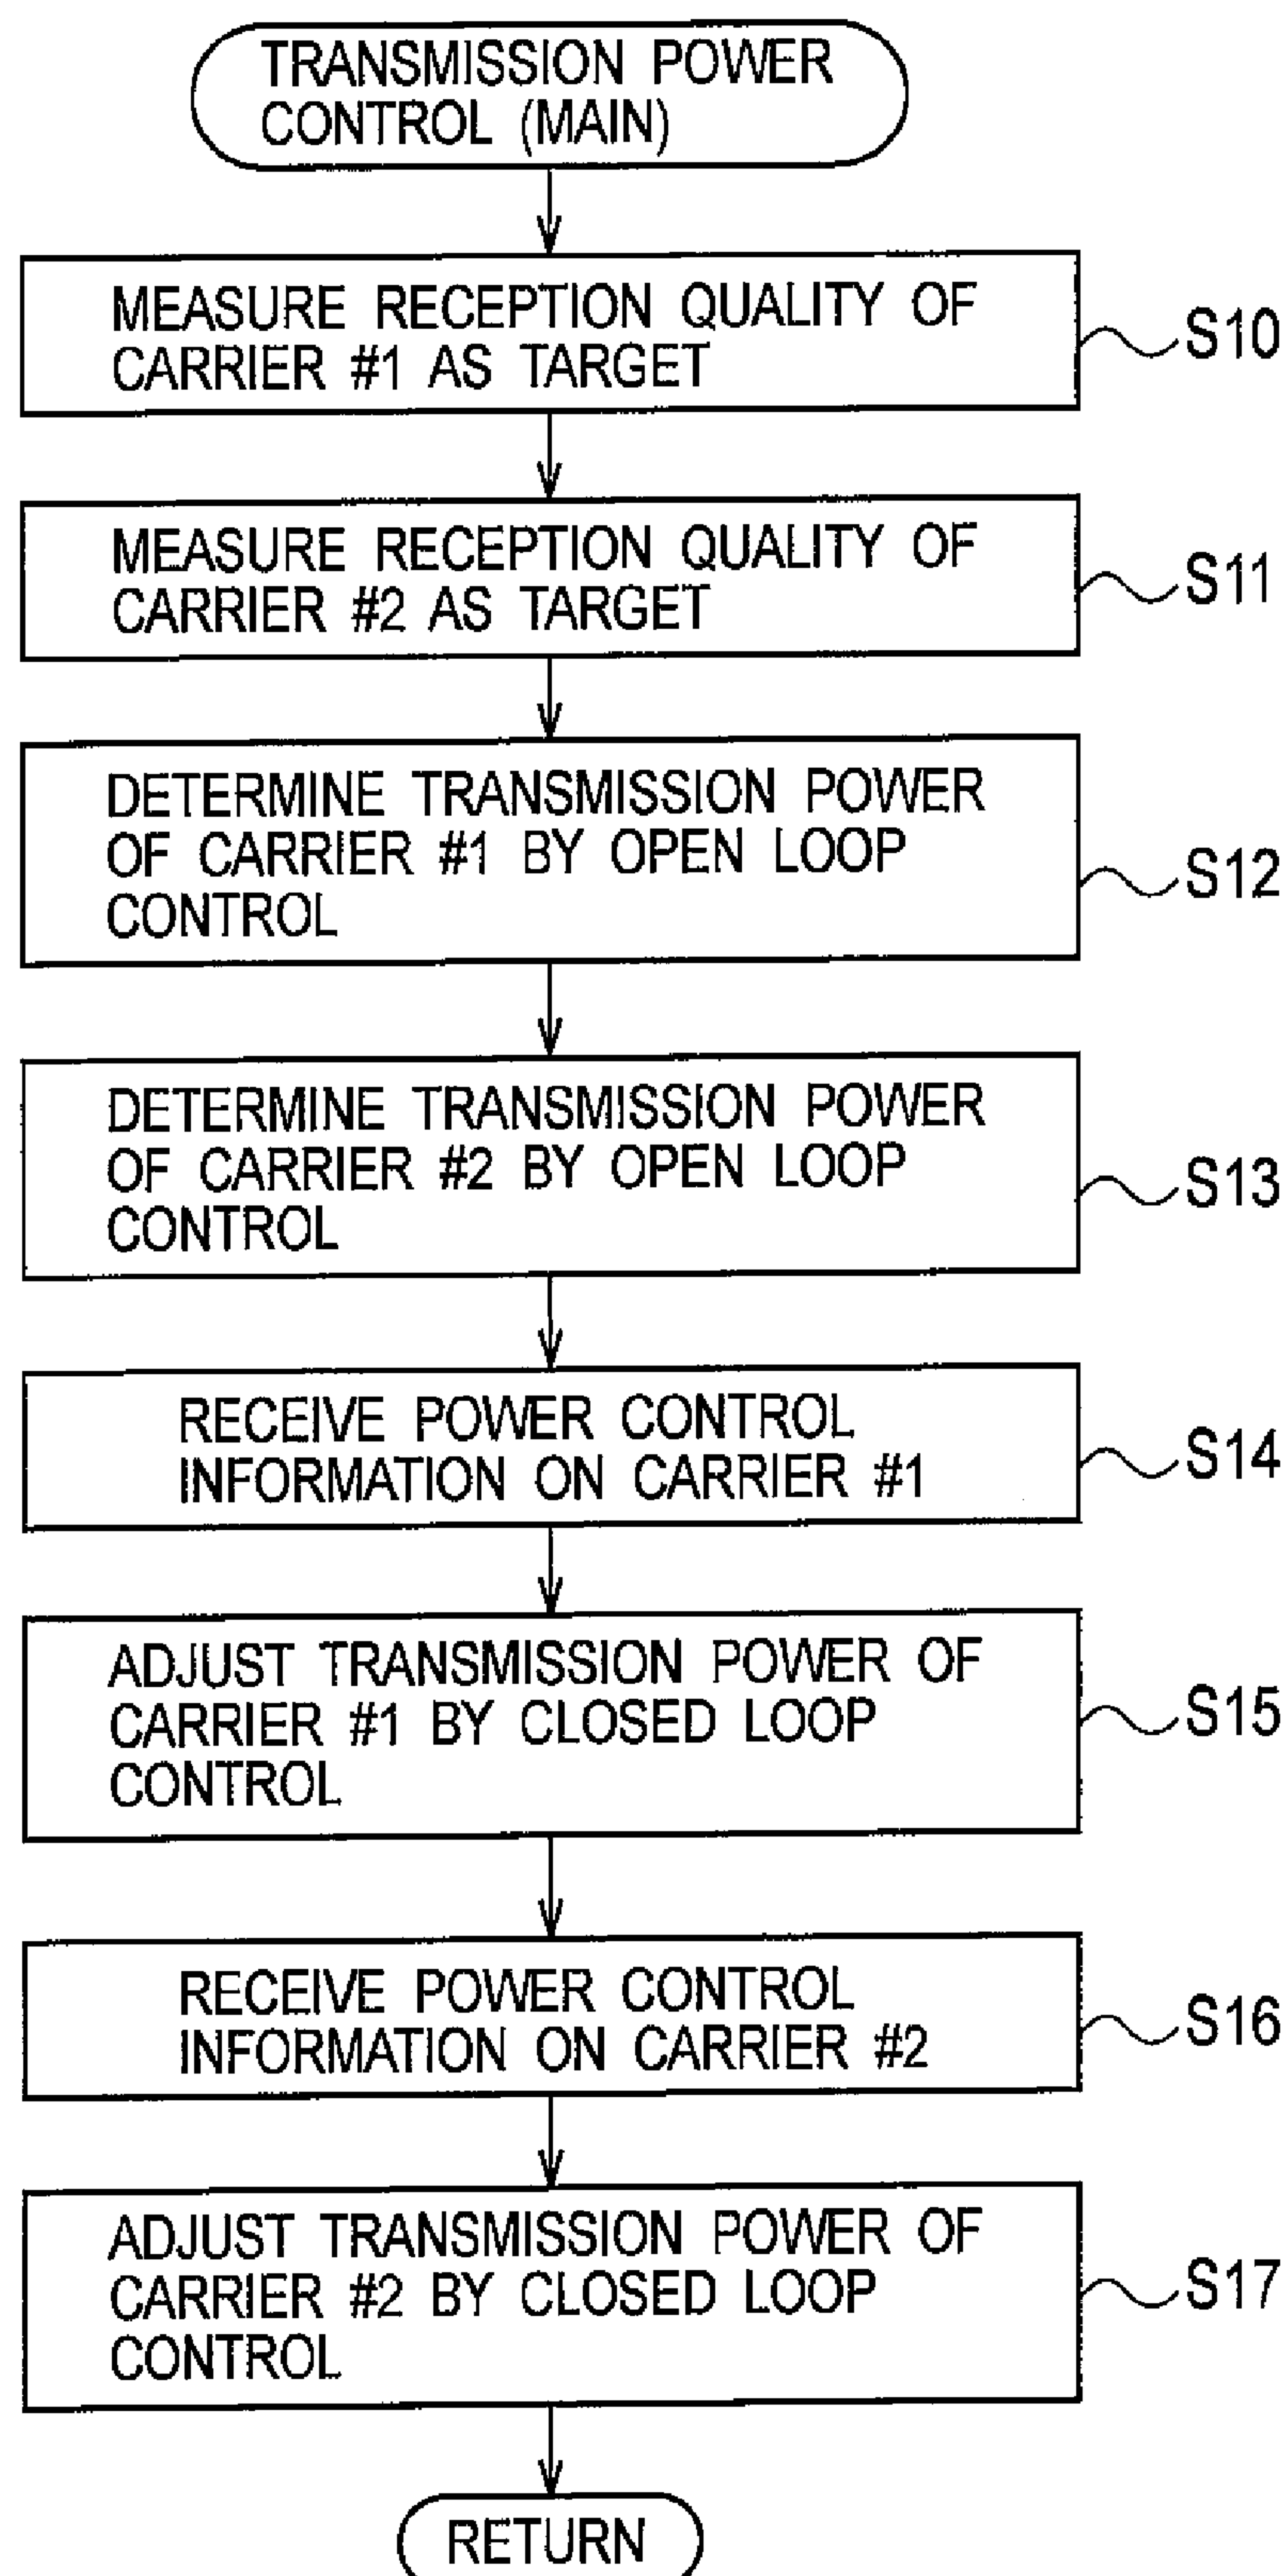 TRANSMISSION POWER
CONTROL (MAIN)
MEASURE RECEPTION QUALITY OF
CARRIER #1 AS TARGET
S10
MEASURE RECEPTION QUALITY OF
CARRIER #2 AS TARGET
S11
DETERMINE TRANSMISSION POWER
OF CARRIER #1 BY OPEN LOOP
CONTROL
S12
DETERMINE TRANSMISSION POWER
OF CARRIER #2 BY OPEN LOOP
CONTROL
S13
RECEIVE POWER CONTROL
INFORMATION ON CARRIER #1
S14
ADJUST TRANSMISSION POWER OF
CARRIER #1 BY CLOSED LOOP
CONTROL
S15
RECEIVE POWER CONTROL
INFORMATION ON CARRIER #2
S16
ADJUST TRANSMISSION POWER OF
CARRIER #2 BY CLOSED LOOP
CONTROL
S17
RETURN